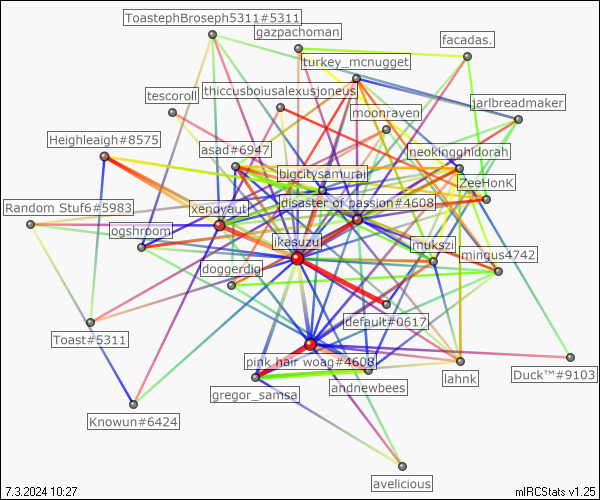 ToastephBroseph5311#5311
gazpachoman
facadas.
turkey_mcnugget
tescoroll
thiccusboiusalexusjoneus
jarlbreadmaker
moonraven
Heighleigh#8575
asad#6947
neokingghidorah
bigcitysamurai
ZeeHonK
Random Stuf6#5983
xenoyaut
disaster of passion#4608
ogshroom
ikasuzu
mukszi
mingus4742
doggerdig
default#0617
Toast#5311
pink hair woag#4608
Duck™#9103
lahnk
andnewbees
gregor_samsa
Knowun#6424
avelicious
7.3.2024 10:27
mIRCStats v1.25